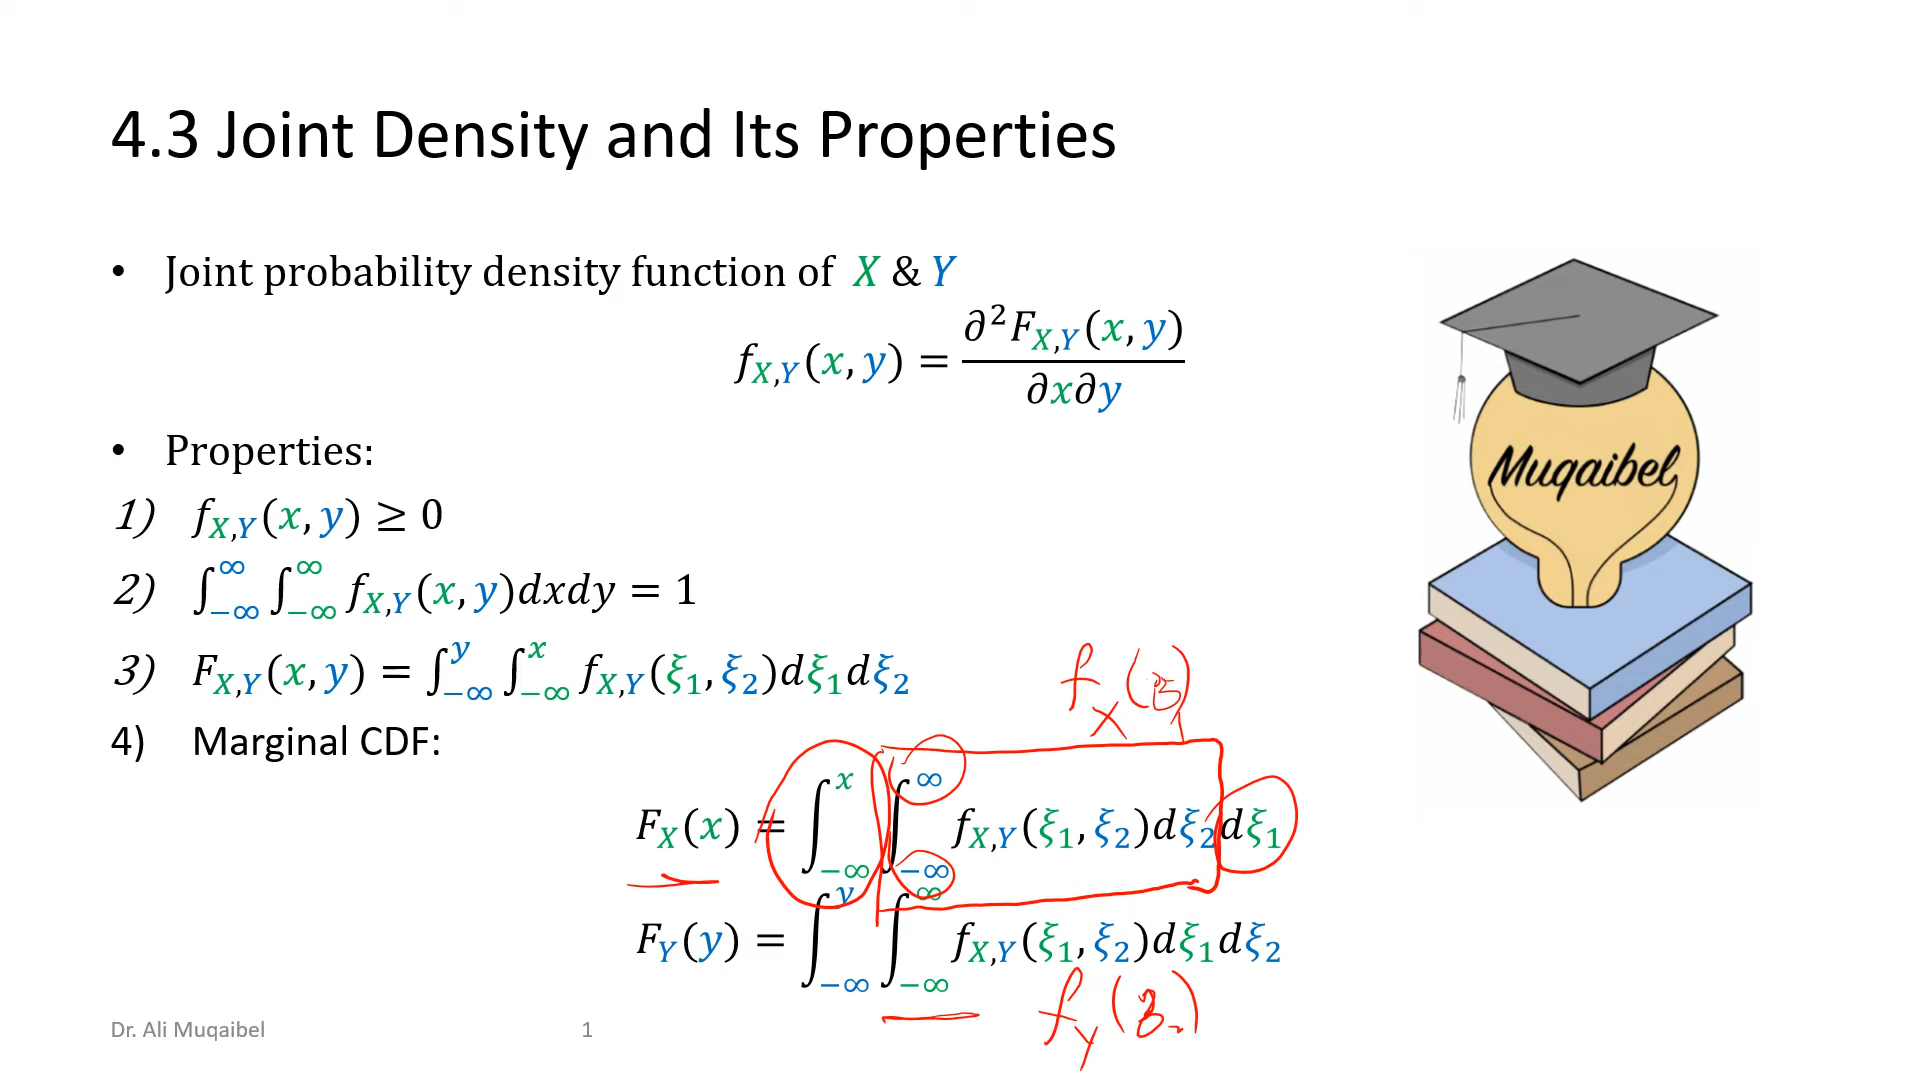 4.3 Joint Density and Its Properties
• Joint probability density function of X & Y
f_{X,Y}(x, y) = ∂²F_{X,Y}(x, y) / ∂x∂y
• Properties:
1) f_{X,Y}(x, y) ≥ 0
2) ∫_{-∞}^{∞} ∫_{-∞}^{∞} f_{X,Y}(x, y)dxdy = 1
3) F_{X,Y}(x, y) = ∫_{-∞}^{y} ∫_{-∞}^{x} f_{X,Y}(ξ₁, ξ₂)dξ₁dξ₂
f_X(ξ₁)
4) Marginal CDF:
F_X(x) = ∫_{-∞}^{x} ∫_{-∞}^{∞} f_{X,Y}(ξ₁, ξ₂)dξ₂dξ₁
F_Y(y) = ∫_{-∞}^{y} ∫_{-∞}^{∞} f_{X,Y}(ξ₁, ξ₂)dξ₁dξ₂
f_Y(ξ₂)
Muqaibel
Dr. Ali Muqaibel 1